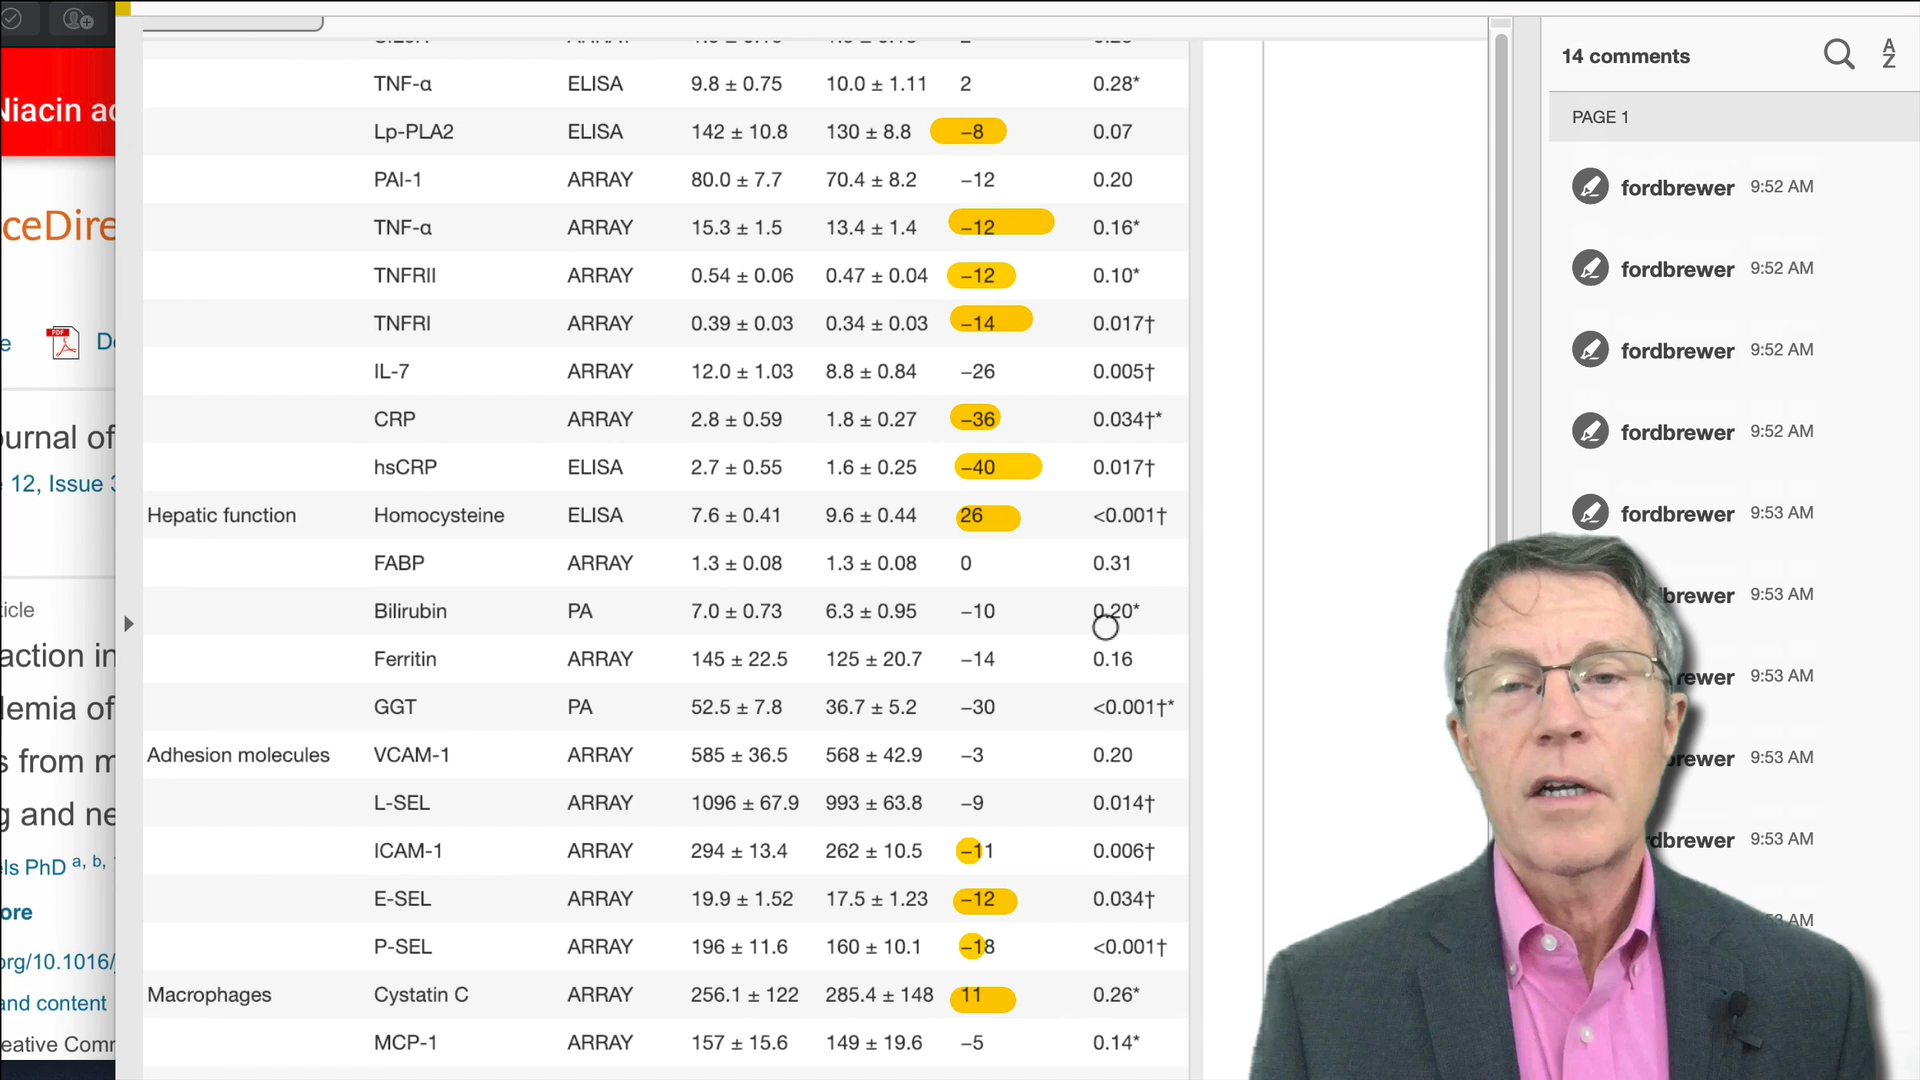 Niacin ac
ceDire
e
PDF
De
ournal of
12, Issue 3
ticle
action in
demia of
s from m
g and ne
els PhD a, b,
ore
org/10.1016/
and content
eative Comm
TNF-α ELISA 9.8 ± 0.75 10.0 ± 1.11 2 0.28*
Lp-PLA2 ELISA 142 ± 10.8 130 ± 8.8 −8 0.07
PAI-1 ARRAY 80.0 ± 7.7 70.4 ± 8.2 −12 0.20
TNF-α ARRAY 15.3 ± 1.5 13.4 ± 1.4 −12 0.16*
TNFRII ARRAY 0.54 ± 0.06 0.47 ± 0.04 −12 0.10*
TNFRI ARRAY 0.39 ± 0.03 0.34 ± 0.03 −14 0.017†
IL-7 ARRAY 12.0 ± 1.03 8.8 ± 0.84 −26 0.005†
CRP ARRAY 2.8 ± 0.59 1.8 ± 0.27 −36 0.034†*
hsCRP ELISA 2.7 ± 0.55 1.6 ± 0.25 −40 0.017†
Hepatic function Homocysteine ELISA 7.6 ± 0.41 9.6 ± 0.44 26 <0.001†
FABP ARRAY 1.3 ± 0.08 1.3 ± 0.08 0 0.31
Bilirubin PA 7.0 ± 0.73 6.3 ± 0.95 −10 0.20*
Ferritin ARRAY 145 ± 22.5 125 ± 20.7 −14 0.16
GGT PA 52.5 ± 7.8 36.7 ± 5.2 −30 <0.001†*
Adhesion molecules VCAM-1 ARRAY 585 ± 36.5 568 ± 42.9 −3 0.20
L-SEL ARRAY 1096 ± 67.9 993 ± 63.8 −9 0.014†
ICAM-1 ARRAY 294 ± 13.4 262 ± 10.5 −11 0.006†
E-SEL ARRAY 19.9 ± 1.52 17.5 ± 1.23 −12 0.034†
P-SEL ARRAY 196 ± 11.6 160 ± 10.1 −18 <0.001†
Macrophages Cystatin C ARRAY 256.1 ± 122 285.4 ± 148 11 0.26*
MCP-1 ARRAY 157 ± 15.6 149 ± 19.6 −5 0.14*
14 comments
A
Z
PAGE 1
fordbrewer 9:52 AM
fordbrewer 9:52 AM
fordbrewer 9:52 AM
fordbrewer 9:52 AM
fordbrewer 9:53 AM
brewer 9:53 AM
rewer 9:53 AM
rewer 9:53 AM
rdbrewer 9:53 AM
53 AM